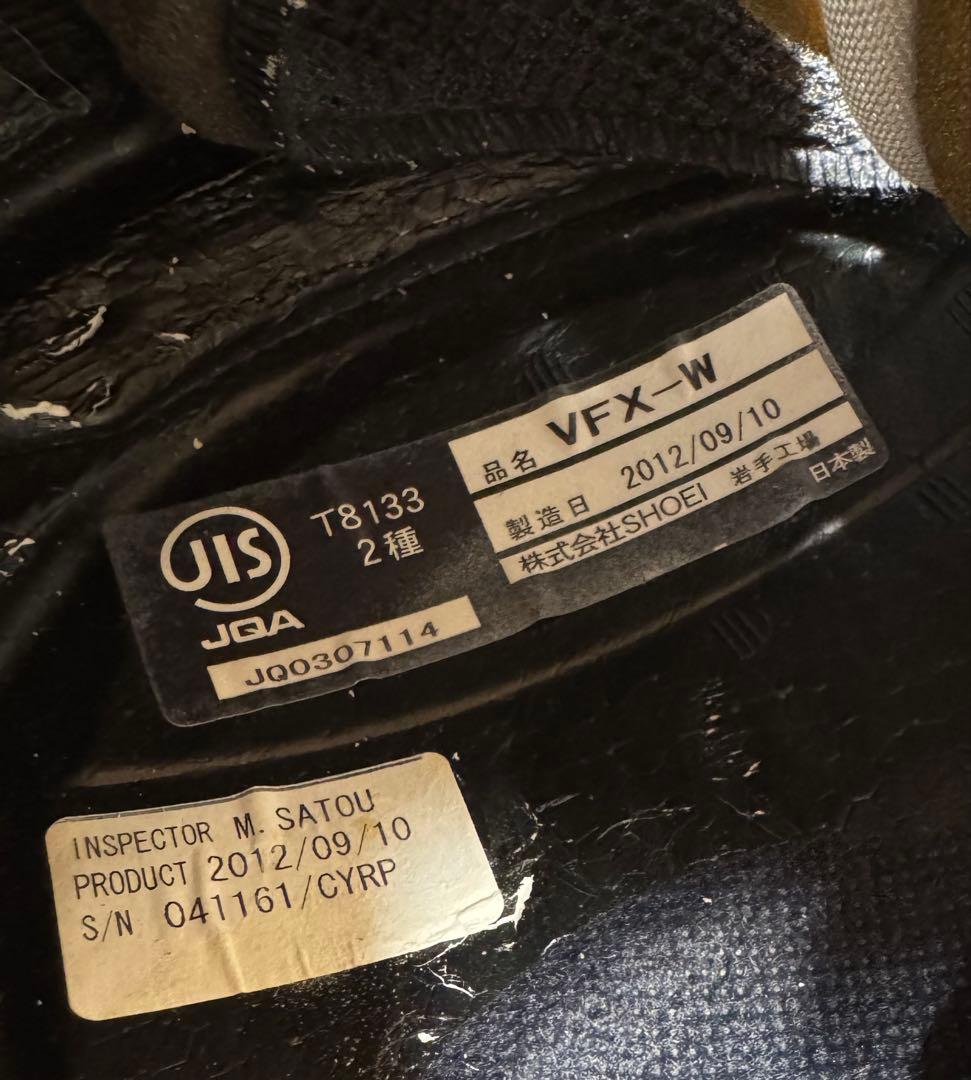 JIS
JQA
T8133
2種
JQ0307114
品名 VFX-W
製造日 2012/09/10
株式会社SHOEI 岩手工場
日本製
INSPECTOR M. SATOU
PRODUCT 2012/09/10
S/N 041161/CYRP